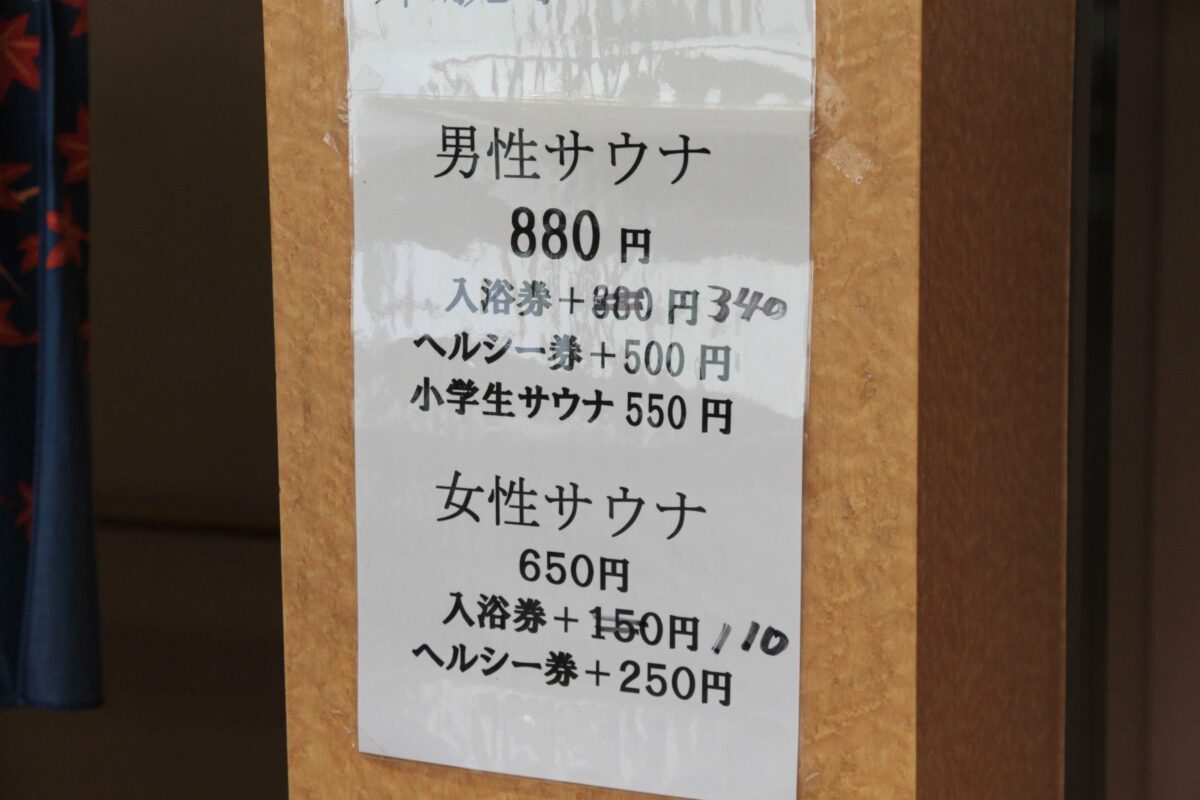 男性サウナ
880円
入浴券+380円 340
ヘルシー券+500円
小学生サウナ 550円
女性サウナ
650円
入浴券+150円 110
ヘルシー券+250円